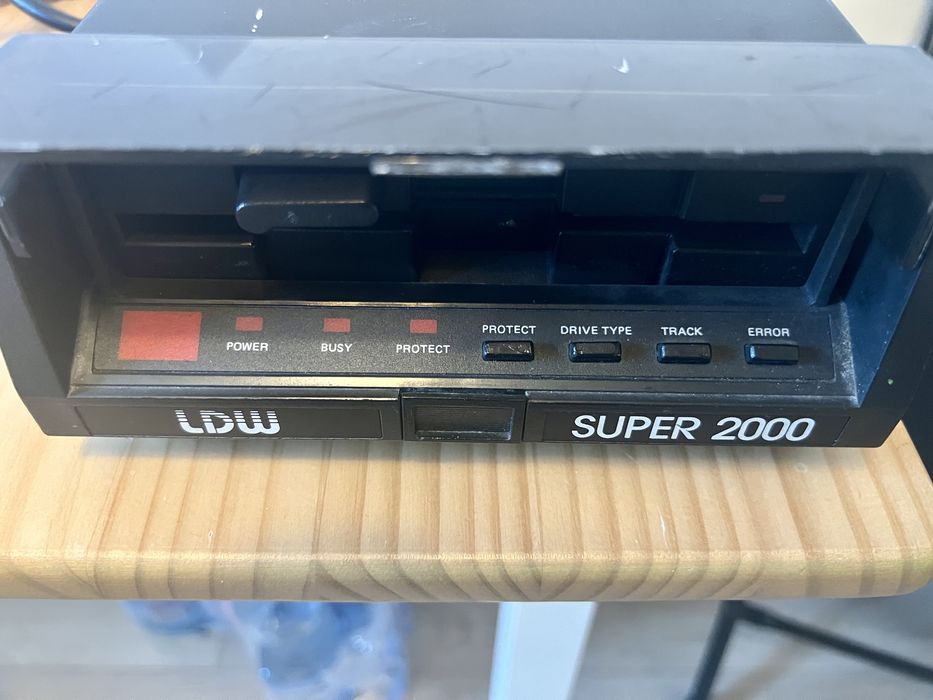 POWER
BUSY
PROTECT
PROTECT
DRIVE TYPE
TRACK
ERROR
LDW
SUPER 2000